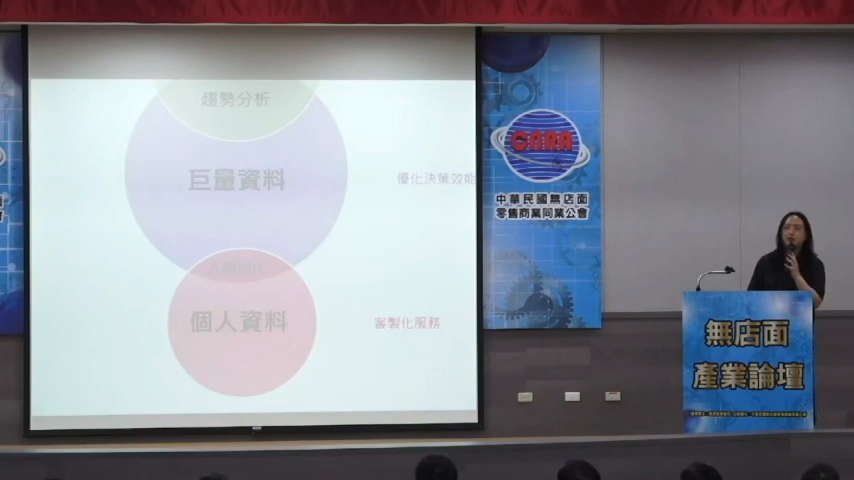 趨勢分析
巨量資料
優化決策效能
個人資料
客製化服務
CNRA
中華民國無店面
零售商業同業公會
無店面
產業論壇